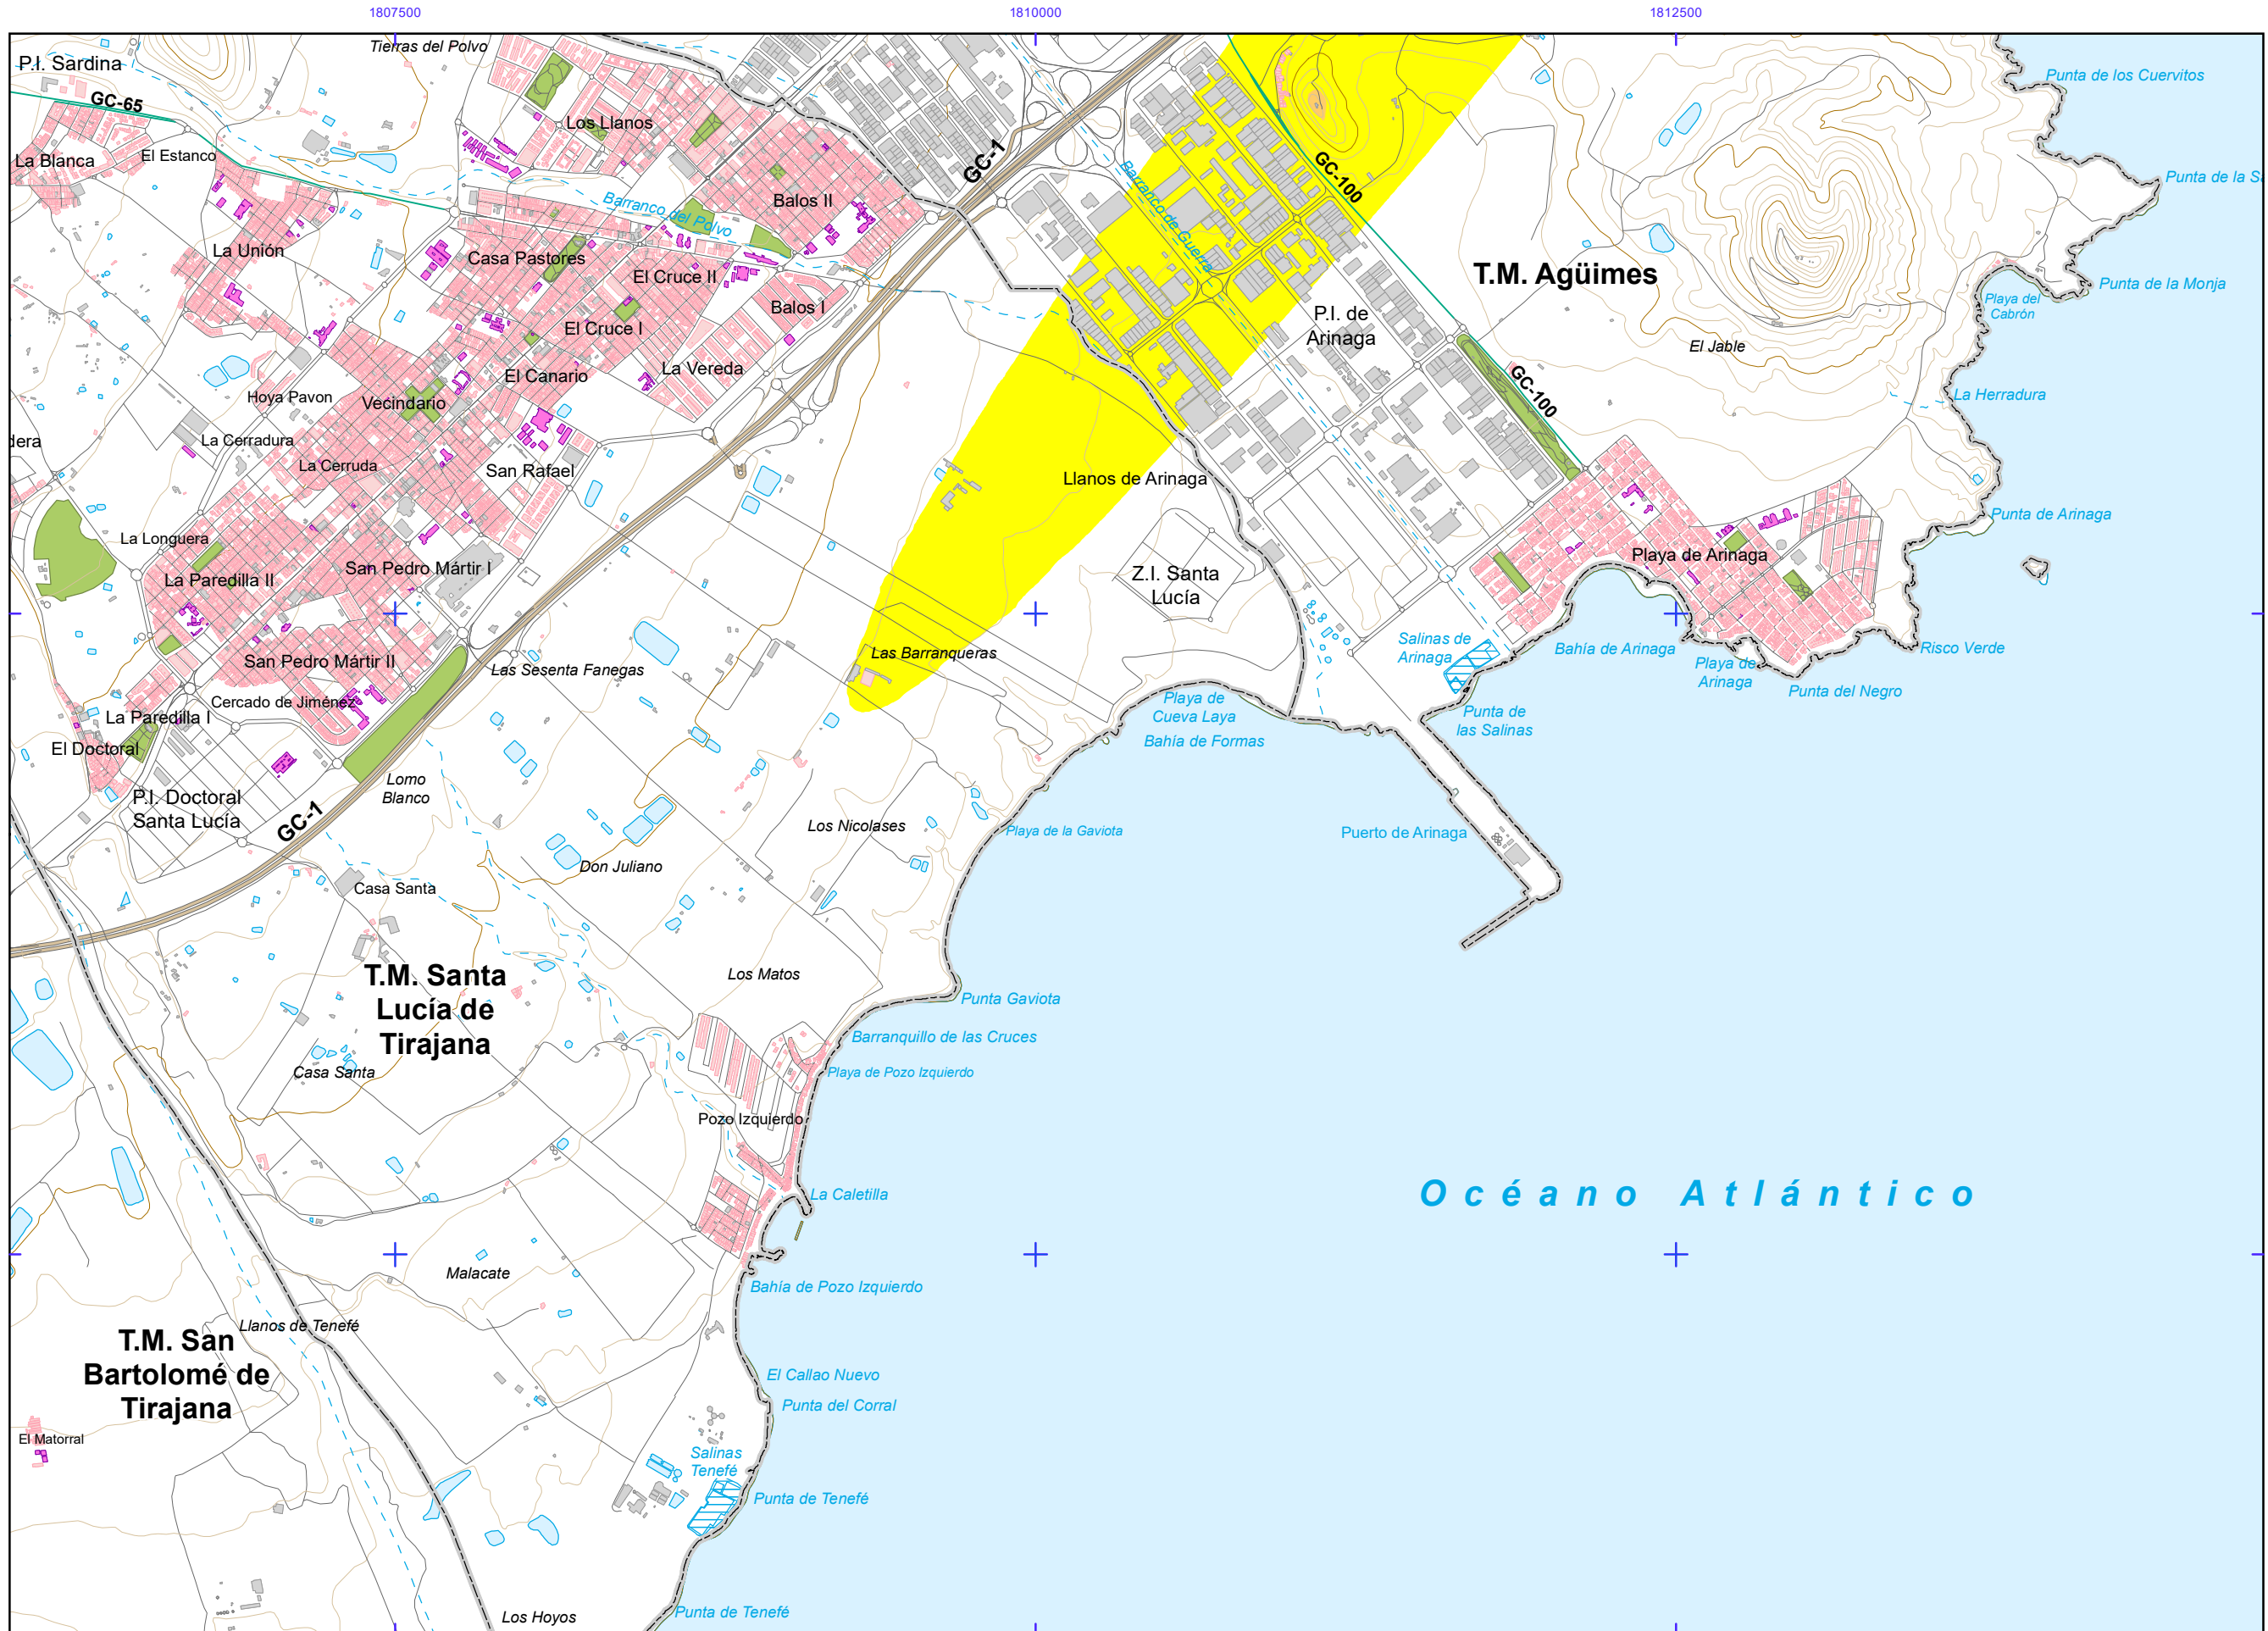 1807500
1810000
1812500
Tierras del Polvo
P.I. Sardina
Punta de los Cuervitos
GC-65
Los Llanos
La Blanca
El Estanco
GC-1
GC-100
Punta de la S
Balos II
Barranco del Polvo
Barranco de Guerra
La Unión
Casa Pastores
El Cruce II
T.M. Agüimes
Punta de la Monja
Balos I
Playa del
Cabrón
El Cruce I
P.I. de
Arinaga
El Jable
La Vereda
El Canario
GC-100
Hoya Pavon
Vecindario
La Herradura
dera
La Cerradura
La Cerruda
San Rafael
Llanos de Arinaga
Punta de Arinaga
La Longuera
Playa de Arinaga
San Pedro Mártir I
La Paredilla II
Z.I. Santa
Lucía
Salinas de
Arinaga
Bahía de Arinaga
Risco Verde
Las Barranqueras
San Pedro Mártir II
Las Sesenta Fanegas
Playa de
Arinaga
Punta del Negro
Cercado de Jiménez
La Paredilla I
Playa de
Cueva Laya
Punta de
las Salinas
Bahía de Formas
El Doctoral
Lomo
Blanco
P.I. Doctoral
Santa Lucía
GC-1
Los Nicolases
Playa de la Gaviota
Puerto de Arinaga
Don Juliano
Casa Santa
T.M. Santa
Lucía de
Tirajana
Los Matos
Punta Gaviota
Barranquillo de las Cruces
Casa Santa
Playa de Pozo Izquierdo
Pozo Izquierdo
La Caletilla
Océano Atlántico
Malacate
Bahía de Pozo Izquierdo
Llanos de Tenefé
T.M. San
Bartolomé de
Tirajana
El Callao Nuevo
Punta del Corral
El Matorral
Salinas
Tenefé
Punta de Tenefé
Los Hoyos
Punta de Tenefé